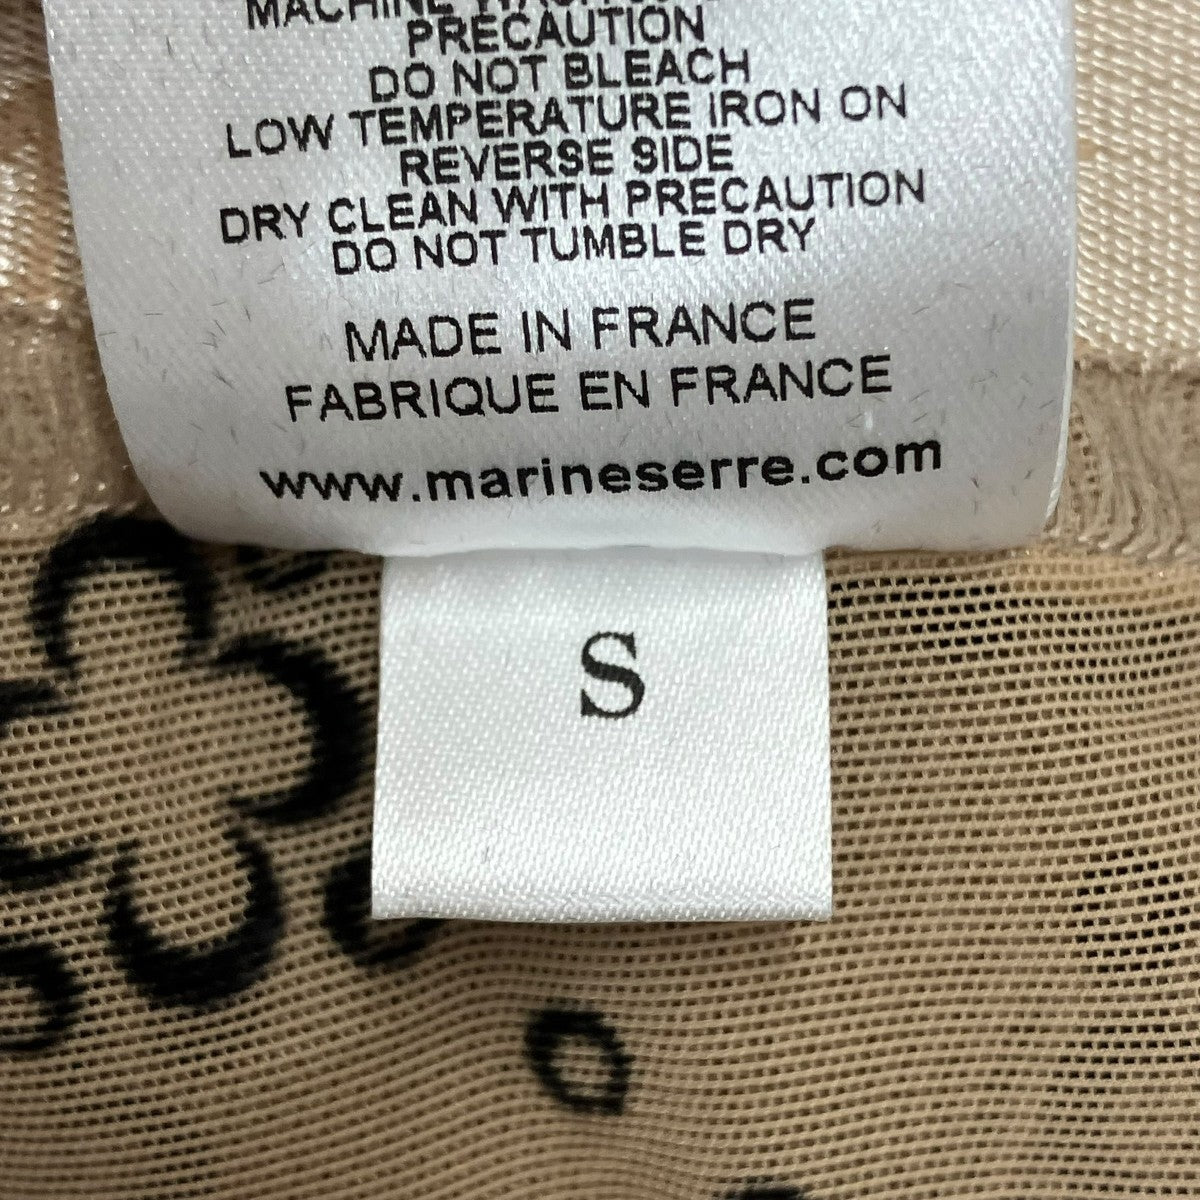 MACHINE
PRECAUTION
DO NOT BLEACH
LOW TEMPERATURE IRON ON
REVERSE SIDE
DRY CLEAN WITH PRECAUTION
DO NOT TUMBLE DRY
MADE IN FRANCE
FABRIQUE EN FRANCE
www.marineserre.com
S